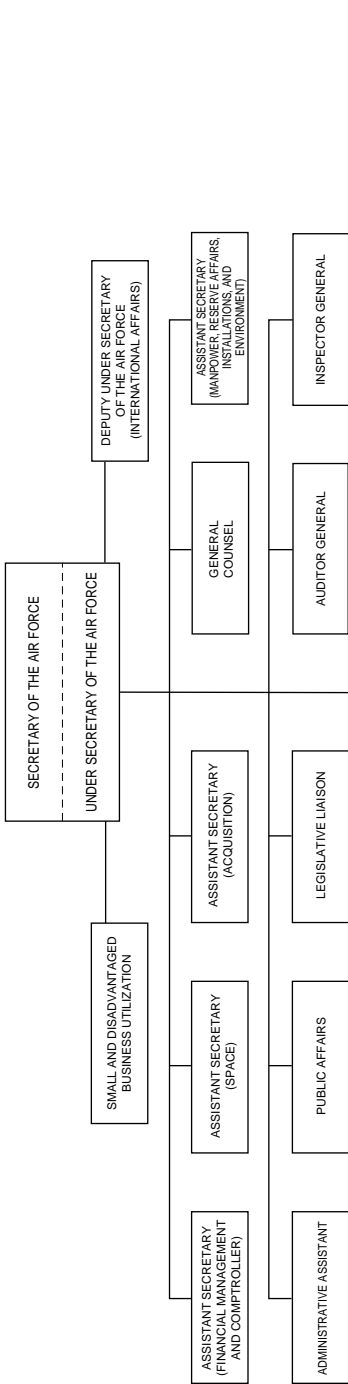 SECRETARY OF THE AIR FORCE
UNDER SECRETARY OF THE AIR FORCE
SMALL AND DISADVANTAGED
BUSINESS UTILIZATION
DEPUTY UNDER SECRETARY
OF THE AIR FORCE
(INTERNATIONAL AFFAIRS)
ASSISTANT SECRETARY
(FINANCIAL MANAGEMENT
AND COMPTROLLER)
ASSISTANT SECRETARY
(SPACE)
ASSISTANT SECRETARY
(ACQUISITION)
GENERAL
COUNSEL
ASSISTANT SECRETARY
(MANPOWER, RESERVE AFFAIRS,
INSTALLATIONS, AND
ENVIRONMENT)
ADMINISTRATIVE ASSISTANT
PUBLIC AFFAIRS
LEGISLATIVE LIAISON
AUDITOR GENERAL
INSPECTOR GENERAL